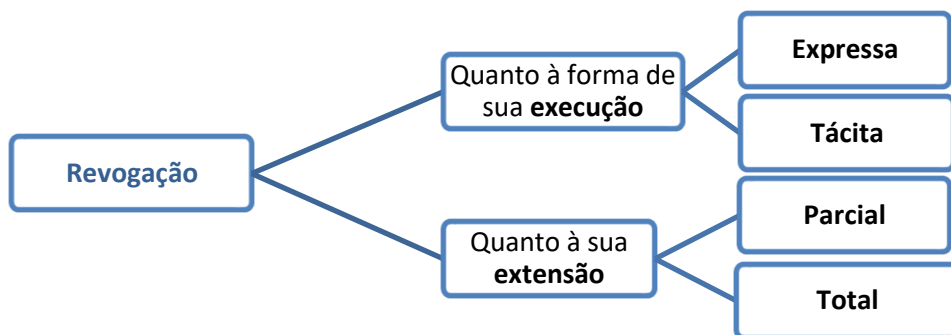 Revogação
Quanto à forma de
sua execução
Expressa
Tácita
Quanto à sua
extensão
Parcial
Total